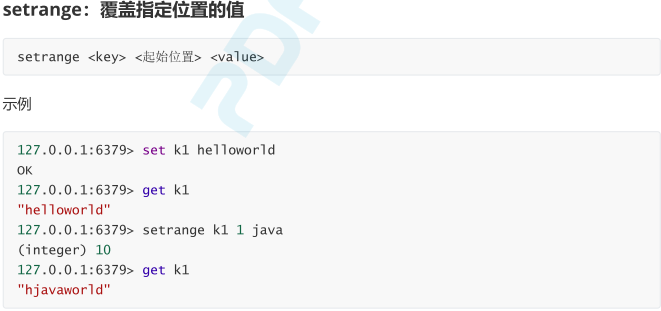 setrange：覆盖指定位置的值
setrange <key> <起始位置> <value>
示例
127.0.0.1:6379> set k1 helloworld
OK
127.0.0.1:6379> get k1
"helloworld"
127.0.0.1:6379> setrange k1 1 java
(integer) 10
127.0.0.1:6379> get k1
"hjavaworld"
PDF